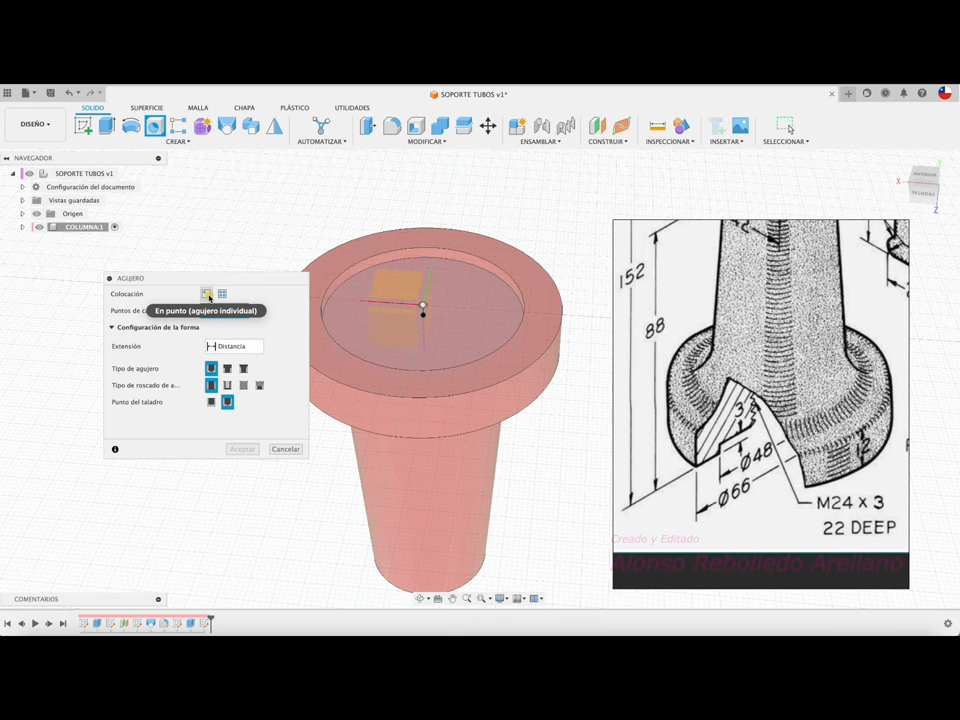 SOPORTE TUBOS v1*
DISEÑO
SÓLIDO SUPERFICIE MALLA CHAPA PLÁSTICO UTILIDADES
CREAR AUTOMATIZAR MODIFICAR ENSAMBLAR CONSTRUIR INSPECCIONAR INSERTAR SELECCIONAR
NAVEGADOR
SOPORTE TUBOS v1
Configuración del documento
Vistas guardadas
Origen
COLUMNA:1
AGUJERO
Colocación
Puntos de c
En punto (agujero individual)
Configuración de la forma
Extensión Distancia
Tipo de agujero
Tipo de roscado de a...
Punto del taladro
Aceptar Cancelar
X
Z
152
88
3
Ø48
Ø66
M24 x 3
22 DEEP
Creado y Editado
Alonso Rebolledo Arellano
COMENTARIOS